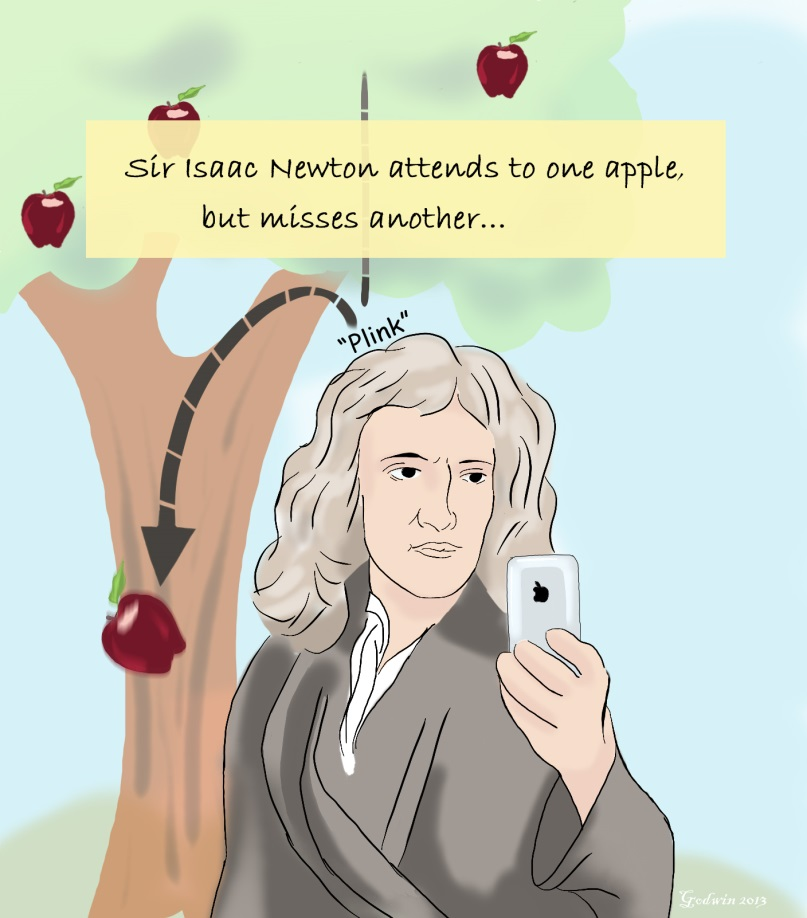 Sir Isaac Newton attends to one apple,
but misses another...
"Plink"
Godwin 2013